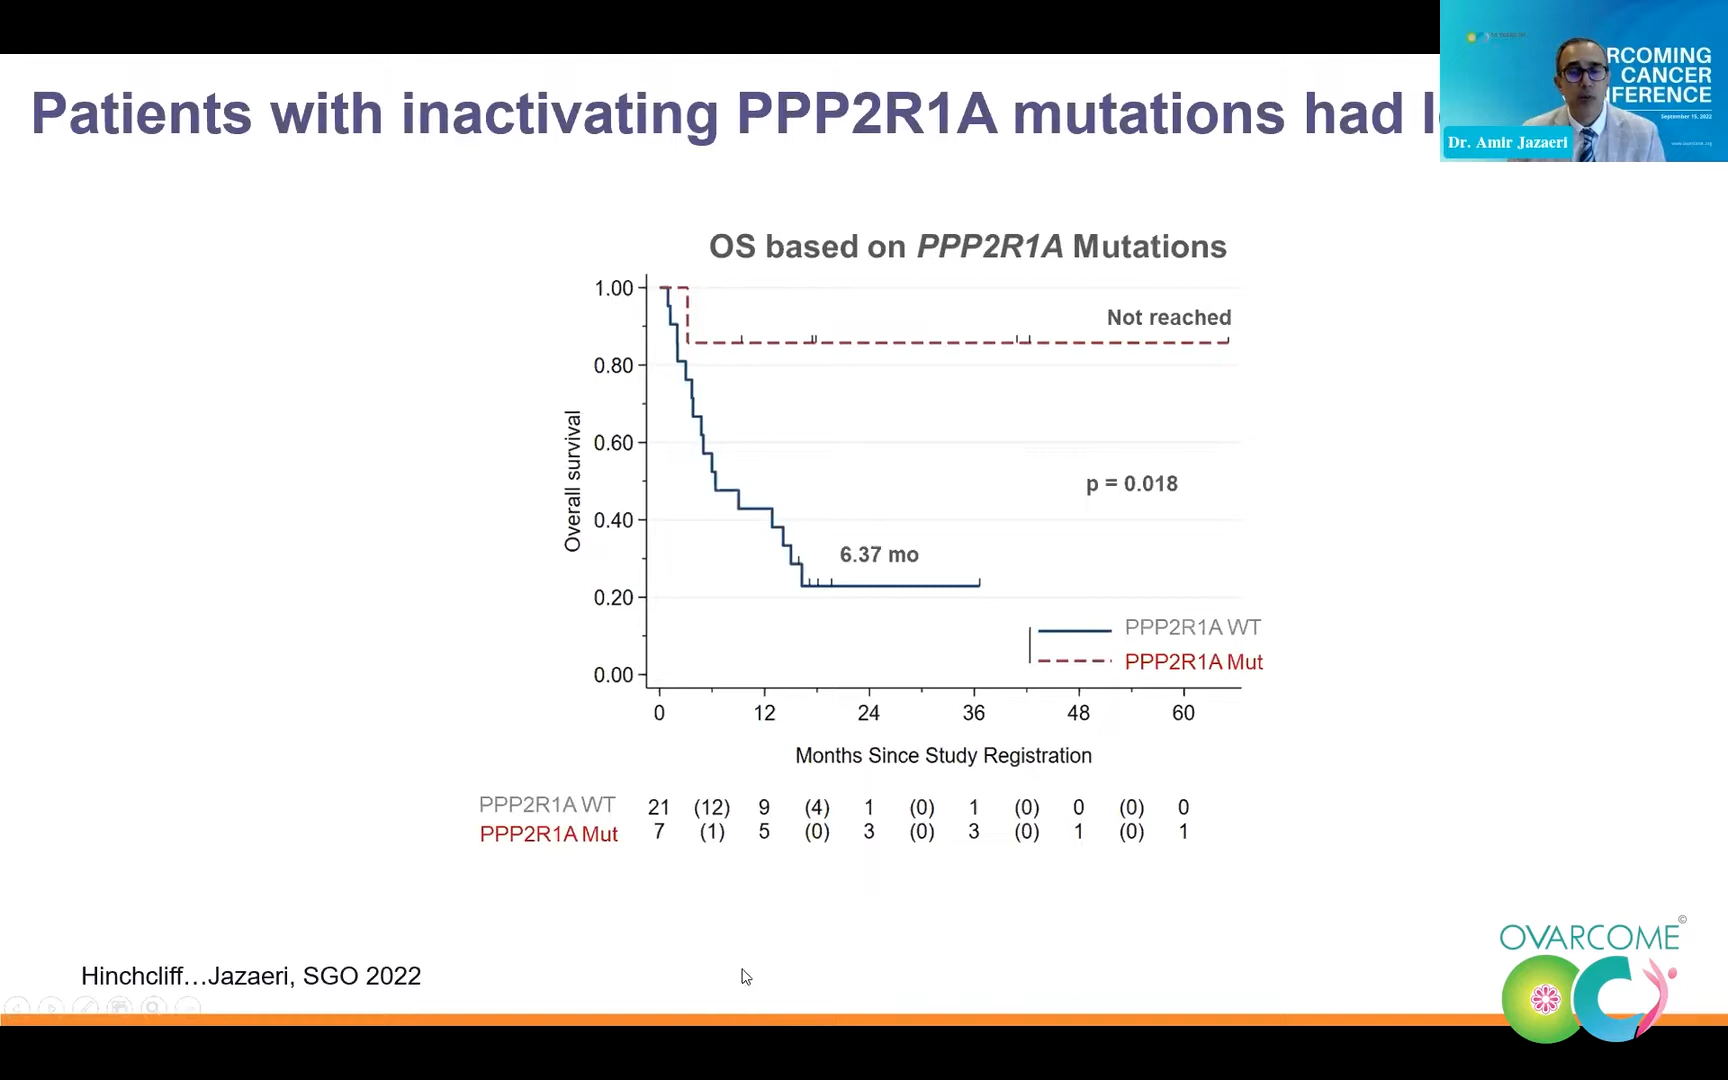 Patients with inactivating PPP2R1A mutations had
RCOMING
CANCER
FERENCE
September 15, 2022
Dr. Amir Jazaeri
OS based on PPP2R1A Mutations
1.00
0.80
0.60
0.40
0.20
0.00
Overall survival
Not reached
p = 0.018
6.37 mo
PPP2R1A WT
PPP2R1A Mut
0 12 24 36 48 60
Months Since Study Registration
PPP2R1A WT 21 (12) 9 (4) 1 (0) 1 (0) 0 (0) 0
PPP2R1A Mut 7 (1) 5 (0) 3 (0) 3 (0) 1 (0) 1
Hinchcliff…Jazaeri, SGO 2022
OVARCOME©